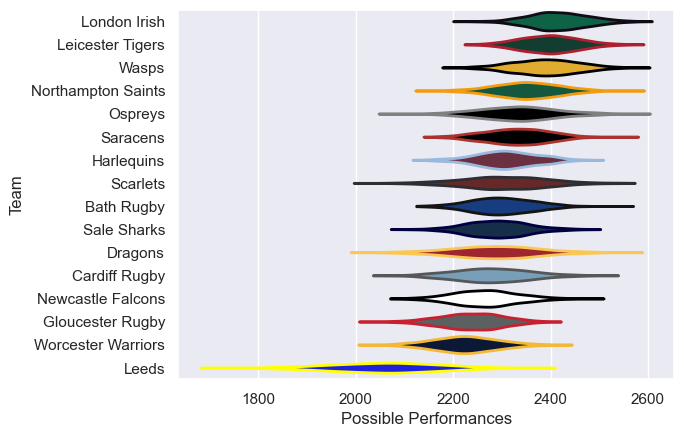 London Irish
Leicester Tigers
Wasps
Northampton Saints
Ospreys
Saracens
Harlequins
Scarlets
Bath Rugby
Sale Sharks
Dragons
Cardiff Rugby
Newcastle Falcons
Gloucester Rugby
Worcester Warriors
Leeds
Team
1800 2000 2200 2400 2600
Possible Performances